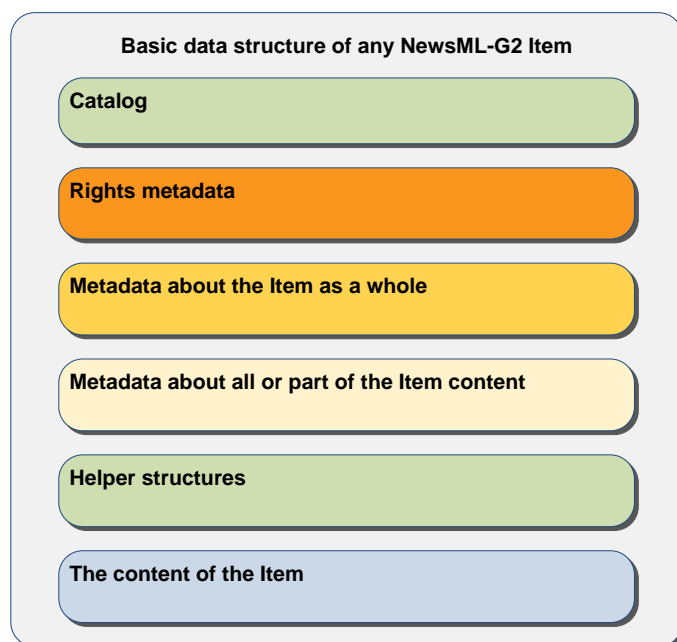 Basic data structure of any NewsML-G2 Item
Catalog
Rights metadata
Metadata about the Item as a whole
Metadata about all or part of the Item content
Helper structures
The content of the Item